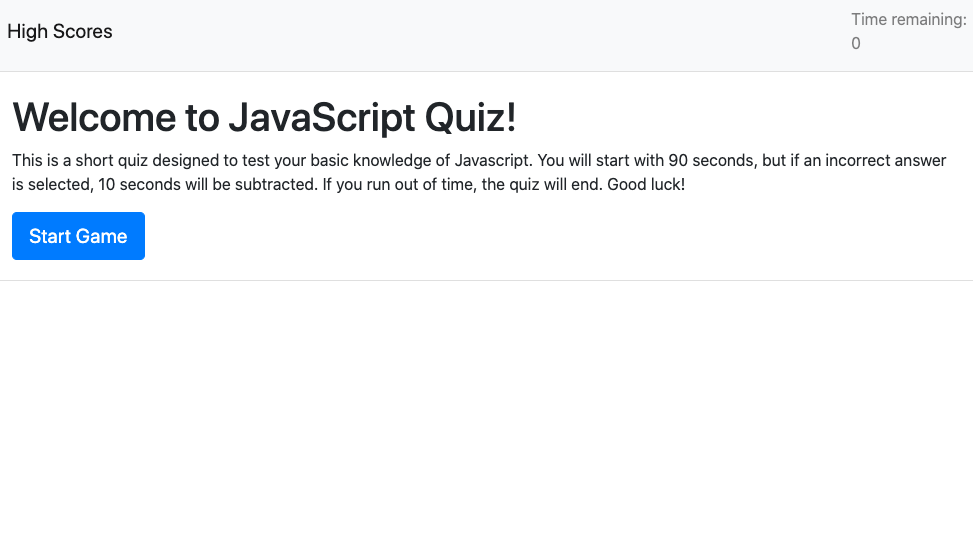 High Scores
Time remaining:
0
Welcome to JavaScript Quiz!
This is a short quiz designed to test your basic knowledge of Javascript. You will start with 90 seconds, but if an incorrect answer
is selected, 10 seconds will be subtracted. If you run out of time, the quiz will end. Good luck!
Start Game